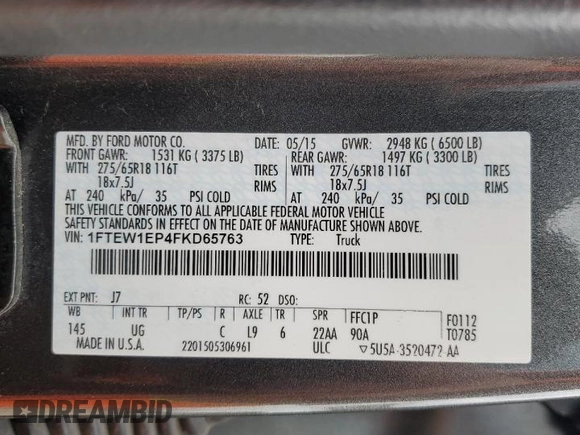 MFD. BY FORD MOTOR CO. DATE: 05/15 GVWR: 2948 KG ( 6500 LB)
FRONT GAWR: 1531 KG ( 3375 LB) REAR GAWR: 1497 KG ( 3300 LB)
WITH 275/65R18 116T TIRES WITH 275/65R18 116T TIRES
18x7.5J RIMS 18x7.5J RIMS
AT 240 kPa/ 35 PSI COLD AT 240 kPa/ 35 PSI COLD
THIS VEHICLE CONFORMS TO ALL APPLICABLE FEDERAL MOTOR VEHICLE
SAFETY STANDARDS IN EFFECT ON THE DATE OF MANUFACTURE SHOWN ABOVE.
VIN: 1FTEW1EP4FKD65763 TYPE: Truck
EXT PNT: J7 RC: 52 DSO:
WB INT TR TP/PS R AXLE TR SPR FFC1P F0112
145 UG C L9 6 22AA 90A T0785
MADE IN U.S.A. 2201505306961 ULC ▽5U5A-3520472-AA
DREAMBID